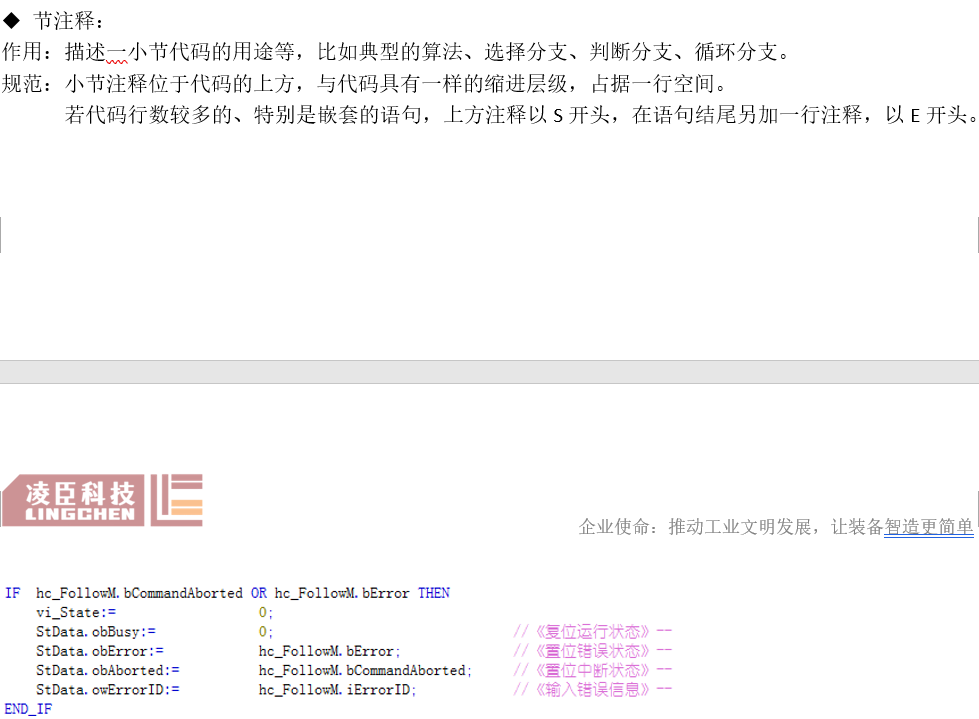 ◆ 节注释：
作用：描述一小节代码的用途等，比如典型的算法、选择分支、判断分支、循环分支。
规范：小节注释位于代码的上方，与代码具有一样的缩进层级，占据一行空间。
若代码行数较多的、特别是嵌套的语句，上方注释以 S 开头，在语句结尾另加一行注释，以 E 开头。
凌臣科技
LINGCHEN
企业使命：推动工业文明发展，让装备智造更简单
IF hc_FollowM.bCommandAborted OR hc_FollowM.bError THEN
vi_State:= 0;
StData.obBusy:= 0; //《复位运行状态》--
StData.obError:= hc_FollowM.bError; //《置位错误状态》--
StData.obAborted:= hc_FollowM.bCommandAborted; //《置位中断状态》--
StData.owErrorID:= hc_FollowM.iErrorID; //《输入错误信息》--
END_IF